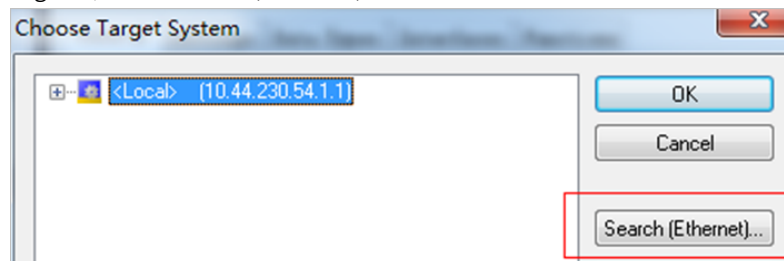 Choose Target System
<Local> (10.44.230.54.1.1)
OK
Cancel
Search (Ethernet)...